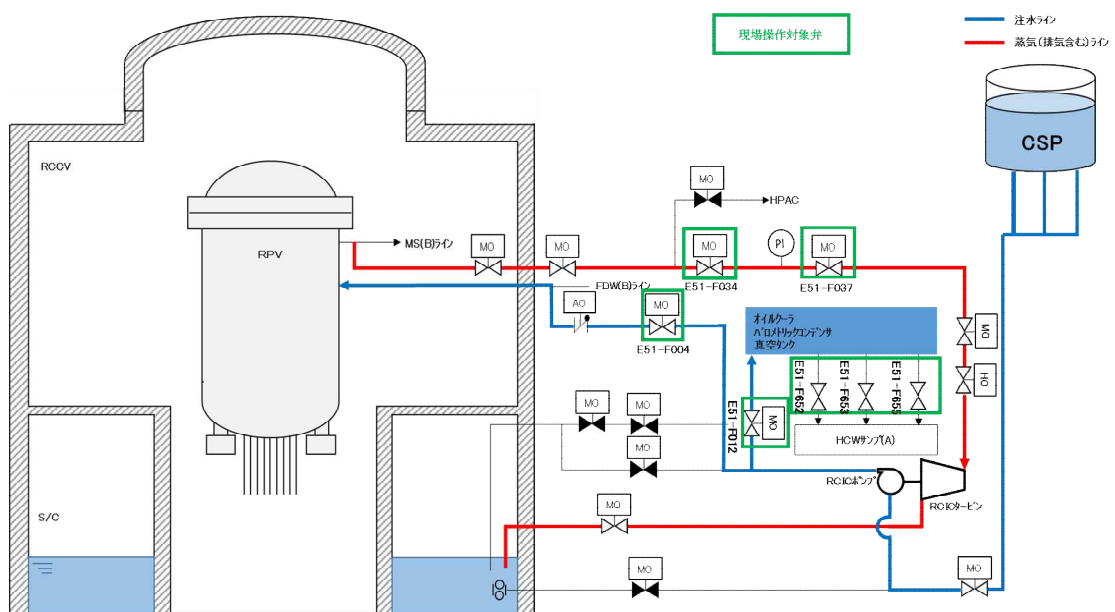 現場操作対象弁
注水ライン
蒸気(排気含む)ライン
CSP
RCCV
MO
HPAC
RPV
MS(B)ライン
MO
MO
MO
PI
MO
E51-F034
E51-F037
FDW(B)ライン
AO
MO
E51-F004
オイルクーラ
バロメトリックコンデンサ
真空タンク
MO
HO
E51-F652
E51-F653
E51-F655
MO
MO
E51-F012
MO
HCWサンプ(A)
MO
RCICポンプ
RCICタービン
S/C
MO
MO
MO